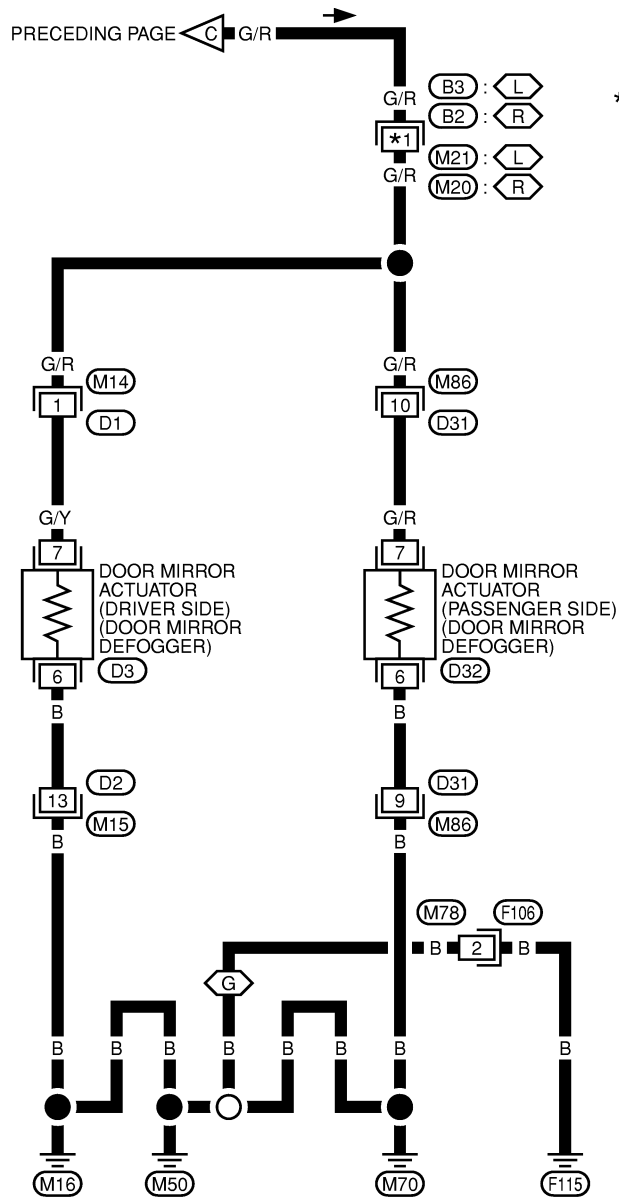 PRECEDING PAGE C G/R
G/R
B3 : L
B2 : R
*1
*
M21 : L
G/R
M20 : R
G/R
G/R
M14
M86
1
10
D1
D31
G/Y
G/R
7
7
DOOR MIRROR
ACTUATOR
(DRIVER SIDE)
(DOOR MIRROR
DEFOGGER)
DOOR MIRROR
ACTUATOR
(PASSENGER SIDE)
(DOOR MIRROR
DEFOGGER)
6
D3
6
D32
B
B
D2
D31
13
9
M15
M86
B
B
M78
F106
B 2 B
G
B B B B B B B B
M16
M50
M70
F115